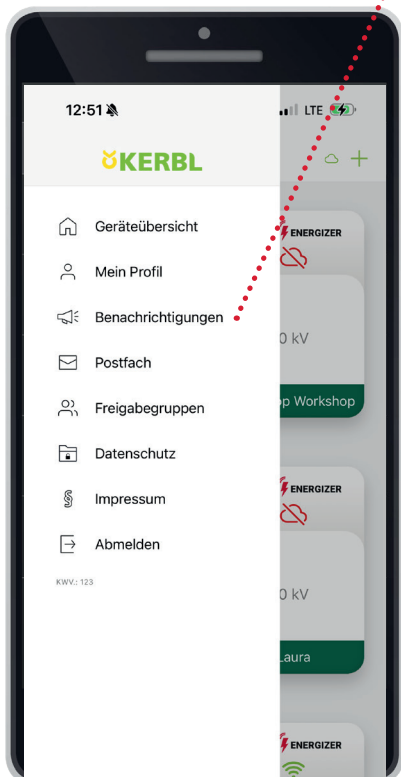 12:51
LTE
KERBL
Geräteübersicht
Mein Profil
Benachrichtigungen
Postfach
Freigabegruppen
Datenschutz
Impressum
Abmelden
KWV.: 123
ENERGIZER
0 kV
op Workshop
ENERGIZER
0 kV
Laura
ENERGIZER